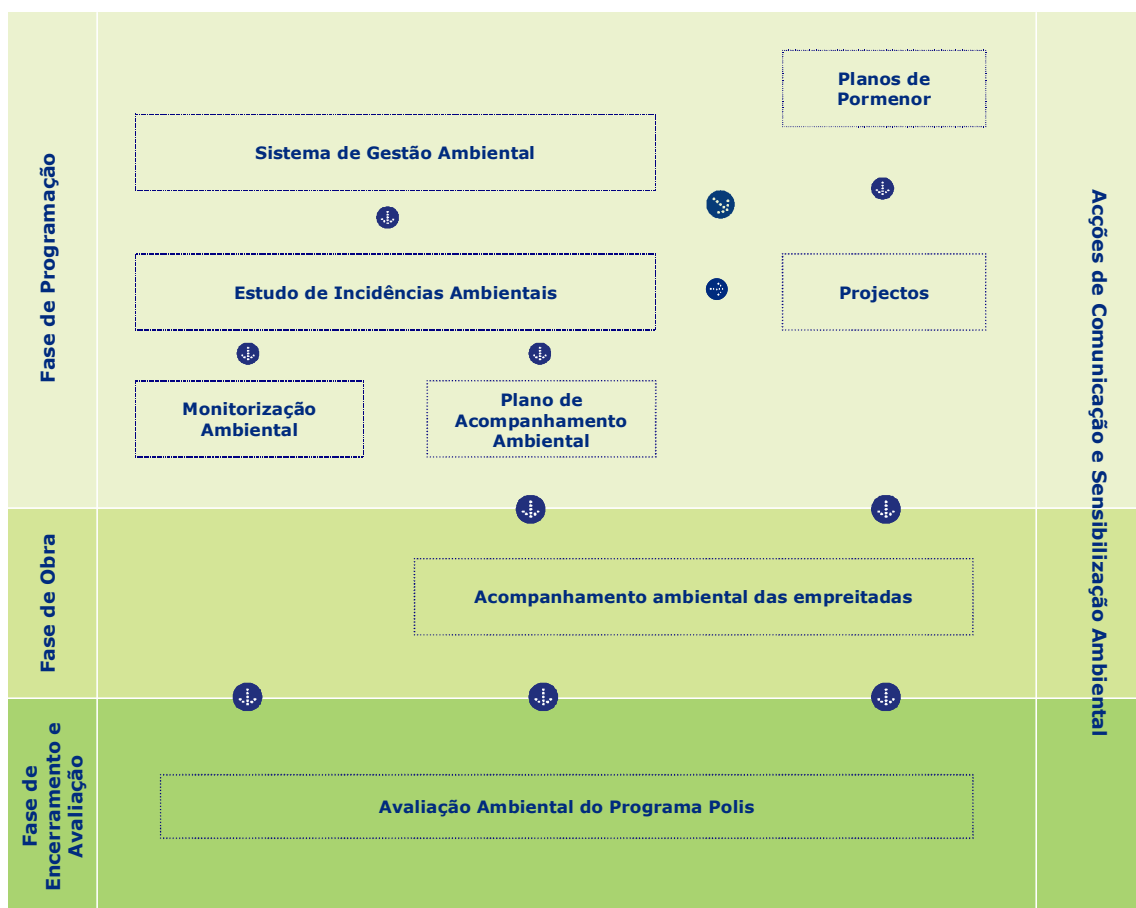 Fase de Programação
Planos de
Pormenor
Sistema de Gestão Ambiental
Estudo de Incidências Ambientais
Projectos
Monitorização
Ambiental
Plano de
Acompanhamento
Ambiental
Fase de Obra
Acompanhamento ambiental das empreitadas
Fase de
Encerramento e
Avaliação
Avaliação Ambiental do Programa Polis
Acções de Comunicação e Sensibilização Ambiental